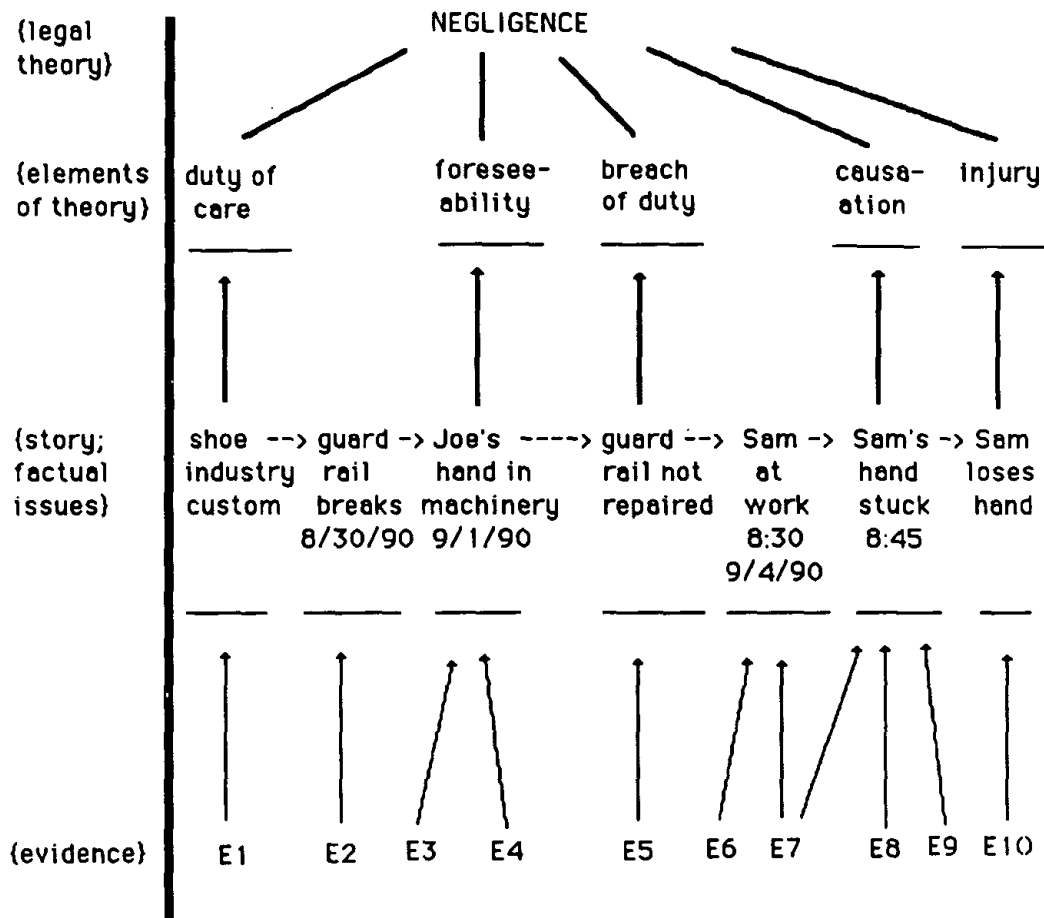 {legal NEGLIGENCE
theory}
{elements duty of foresee- breach causa- injury
of theory} care ability of duty ation
{story; shoe --> guard -> Joe's ----> guard --> Sam -> Sam's -> Sam
factual industry rail hand in rail not at hand loses
issues} custom breaks machinery repaired work stuck hand
8/30/90 9/1/90 8:30 8:45
9/4/90
{evidence} E1 E2 E3 E4 E5 E6 E7 E8 E9 E10